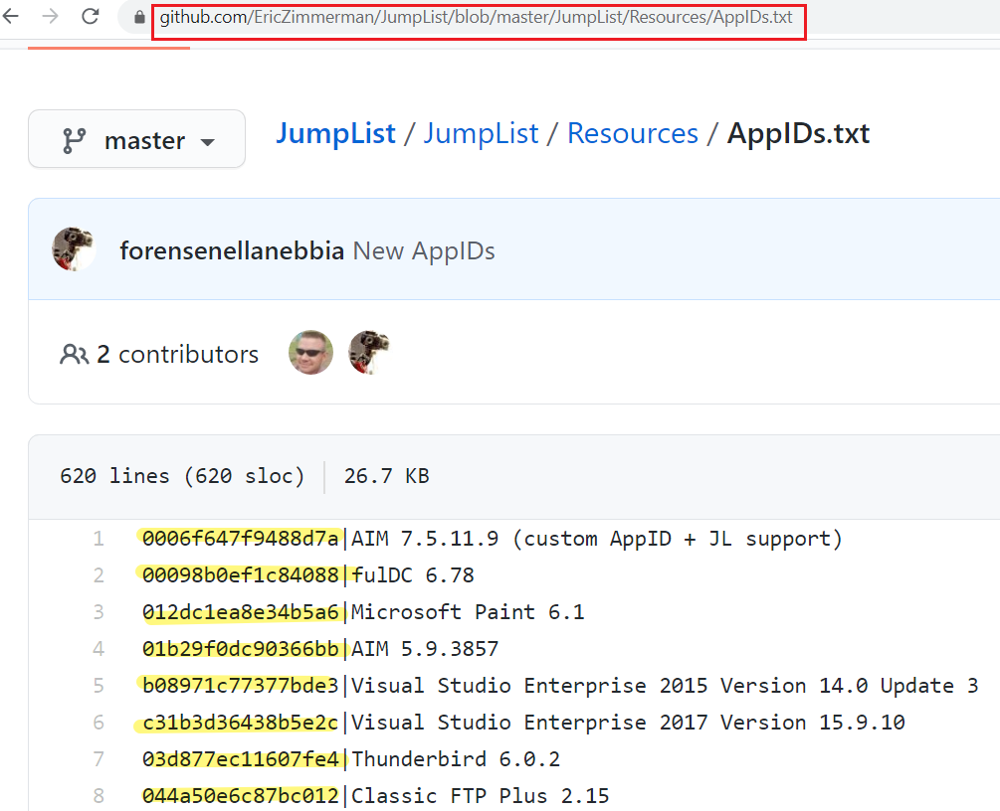 github.com/EricZimmerman/JumpList/blob/master/JumpList/Resources/AppIDs.txt
master JumpList / JumpList / Resources / AppIDs.txt
forensenellanebbia New AppIDs
2 contributors
620 lines (620 sloc) 26.7 KB
1 0006f647f9488d7a|AIM 7.5.11.9 (custom AppID + JL support)
2 00098b0ef1c84088|fulDC 6.78
3 012dc1ea8e34b5a6|Microsoft Paint 6.1
4 01b29f0dc90366bb|AIM 5.9.3857
5 b08971c77377bde3|Visual Studio Enterprise 2015 Version 14.0 Update 3
6 c31b3d36438b5e2c|Visual Studio Enterprise 2017 Version 15.9.10
7 03d877ec11607fe4|Thunderbird 6.0.2
8 044a50e6c87bc012|Classic FTP Plus 2.15